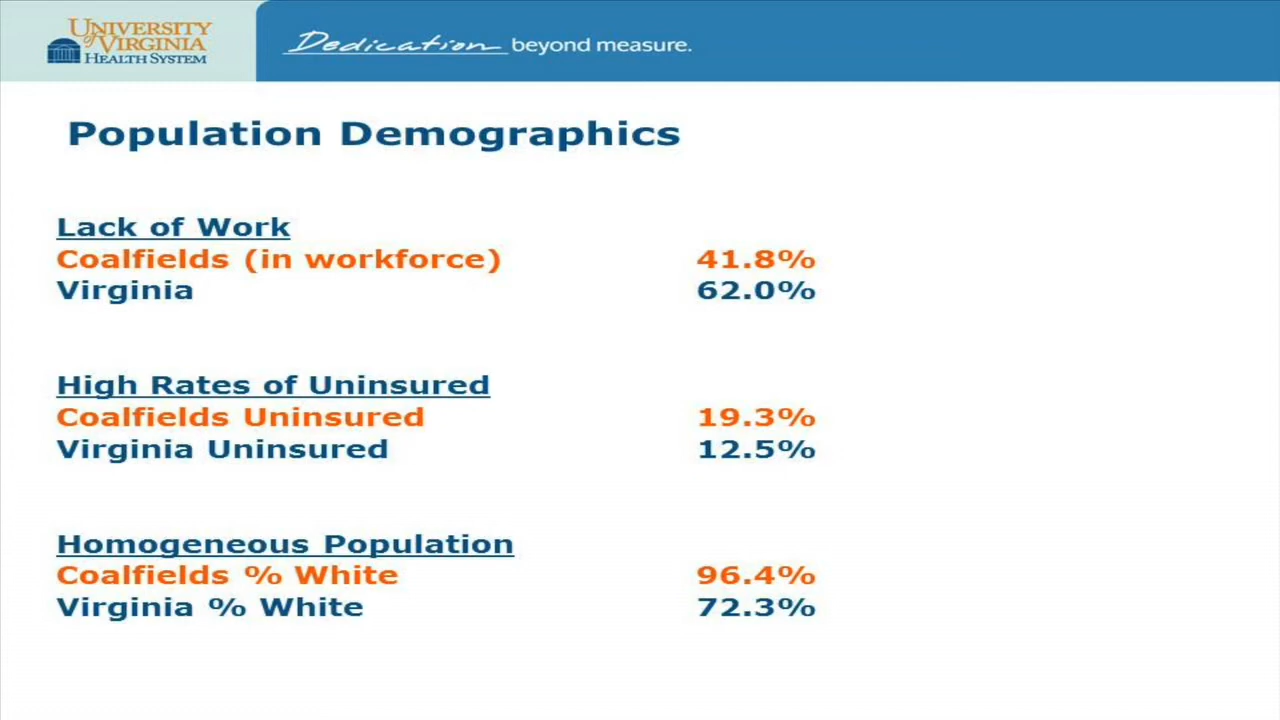 UNIVERSITY
of VIRGINIA
HEALTH SYSTEM
Dedication beyond measure.
Population Demographics
Lack of Work
Coalfields (in workforce) 41.8%
Virginia 62.0%
High Rates of Uninsured
Coalfields Uninsured 19.3%
Virginia Uninsured 12.5%
Homogeneous Population
Coalfields % White 96.4%
Virginia % White 72.3%